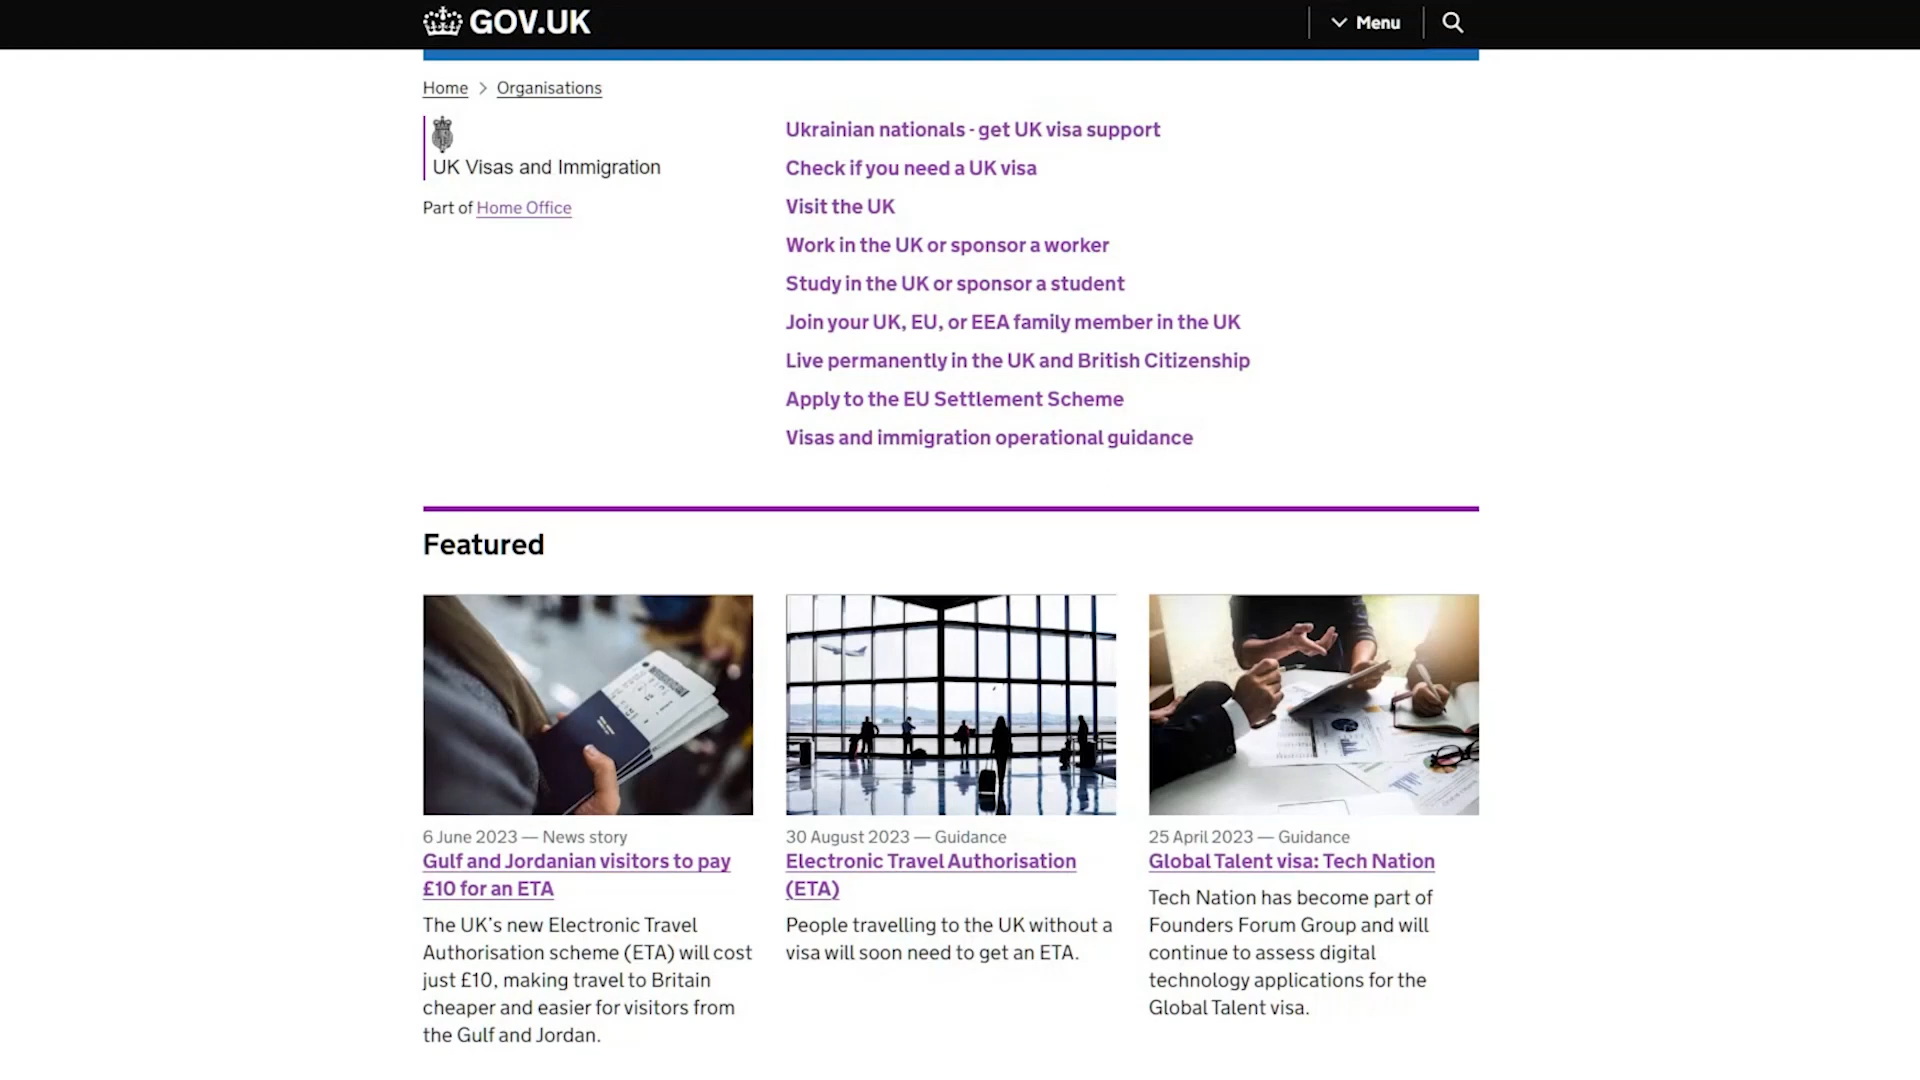 GOV.UK
Menu
Home
Organisations
UK Visas and Immigration
Part of Home Office
Ukrainian nationals - get UK visa support
Check if you need a UK visa
Visit the UK
Work in the UK or sponsor a worker
Study in the UK or sponsor a student
Join your UK, EU, or EEA family member in the UK
Live permanently in the UK and British Citizenship
Apply to the EU Settlement Scheme
Visas and immigration operational guidance
Featured
6 June 2023 — News story
Gulf and Jordanian visitors to pay
£10 for an ETA
The UK’s new Electronic Travel
Authorisation scheme (ETA) will cost
just £10, making travel to Britain
cheaper and easier for visitors from
the Gulf and Jordan.
30 August 2023 — Guidance
Electronic Travel Authorisation
(ETA)
People travelling to the UK without a
visa will soon need to get an ETA.
25 April 2023 — Guidance
Global Talent visa: Tech Nation
Tech Nation has become part of
Founders Forum Group and will
continue to assess digital
technology applications for the
Global Talent visa.